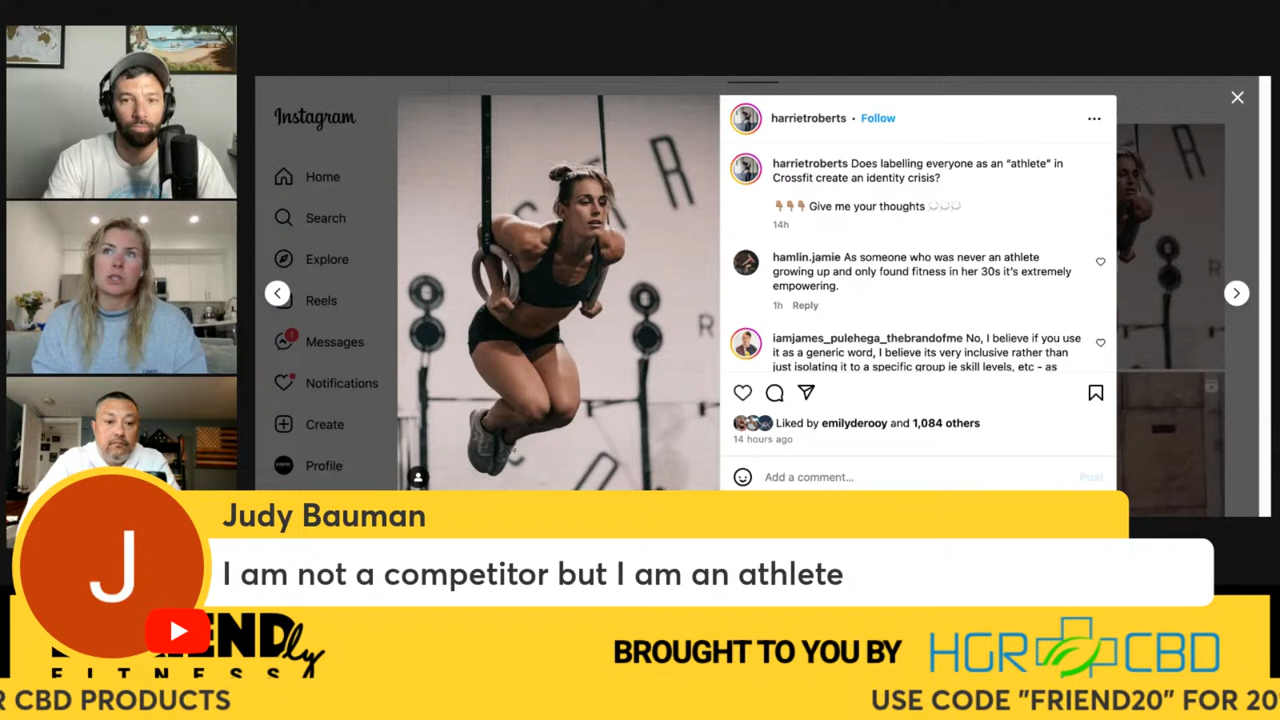 Instagram
Home
Search
Explore
Reels
1
Messages
Notifications
Create
Profile
R
harrietroberts • Follow
harrietroberts Does labelling everyone as an "athlete" in
Crossfit create an identity crisis?
👇🏽👇🏽👇🏽 Give me your thoughts 💭💭💭
14h
hamlin.jamie As someone who was never an athlete
growing up and only found fitness in her 30s it's extremely
empowering.
1h Reply
iamjames_pulehega_thebrandofme No, I believe if you use
it as a generic word, I believe its very inclusive rather than
just isolating it to a specific group ie skill levels, etc - as
Liked by emilyderooy and 1,084 others
14 hours ago
Add a comment...
Post
J
Judy Bauman
I am not a competitor but I am an athlete
ENDly
FITNESS
BROUGHT TO YOU BY
HGR CBD
R CBD PRODUCTS
USE CODE "FRIEND20" FOR 20